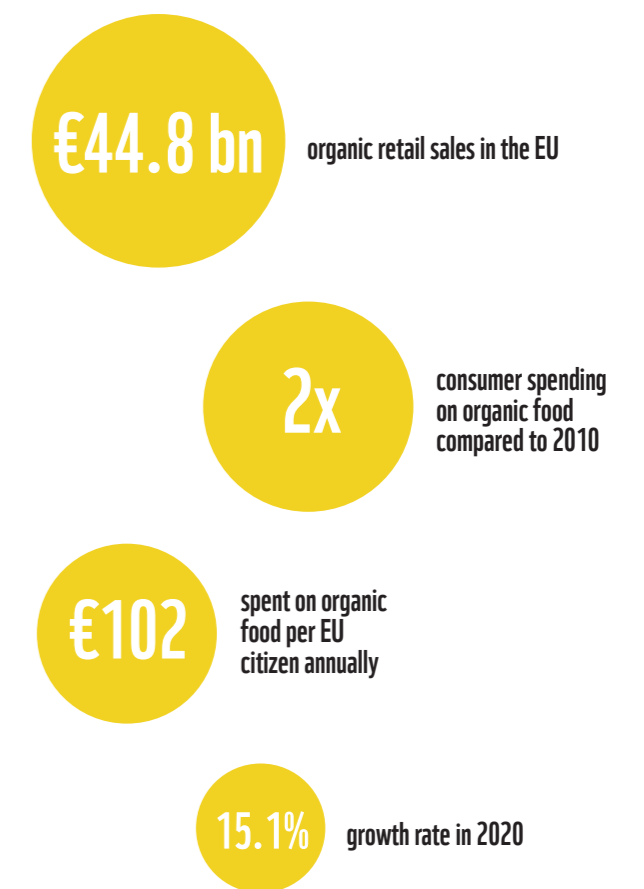 €44.8 bn
organic retail sales in the EU
2x
consumer spending
on organic food
compared to 2010
€102
spent on organic
food per EU
citizen annually
15.1%
growth rate in 2020